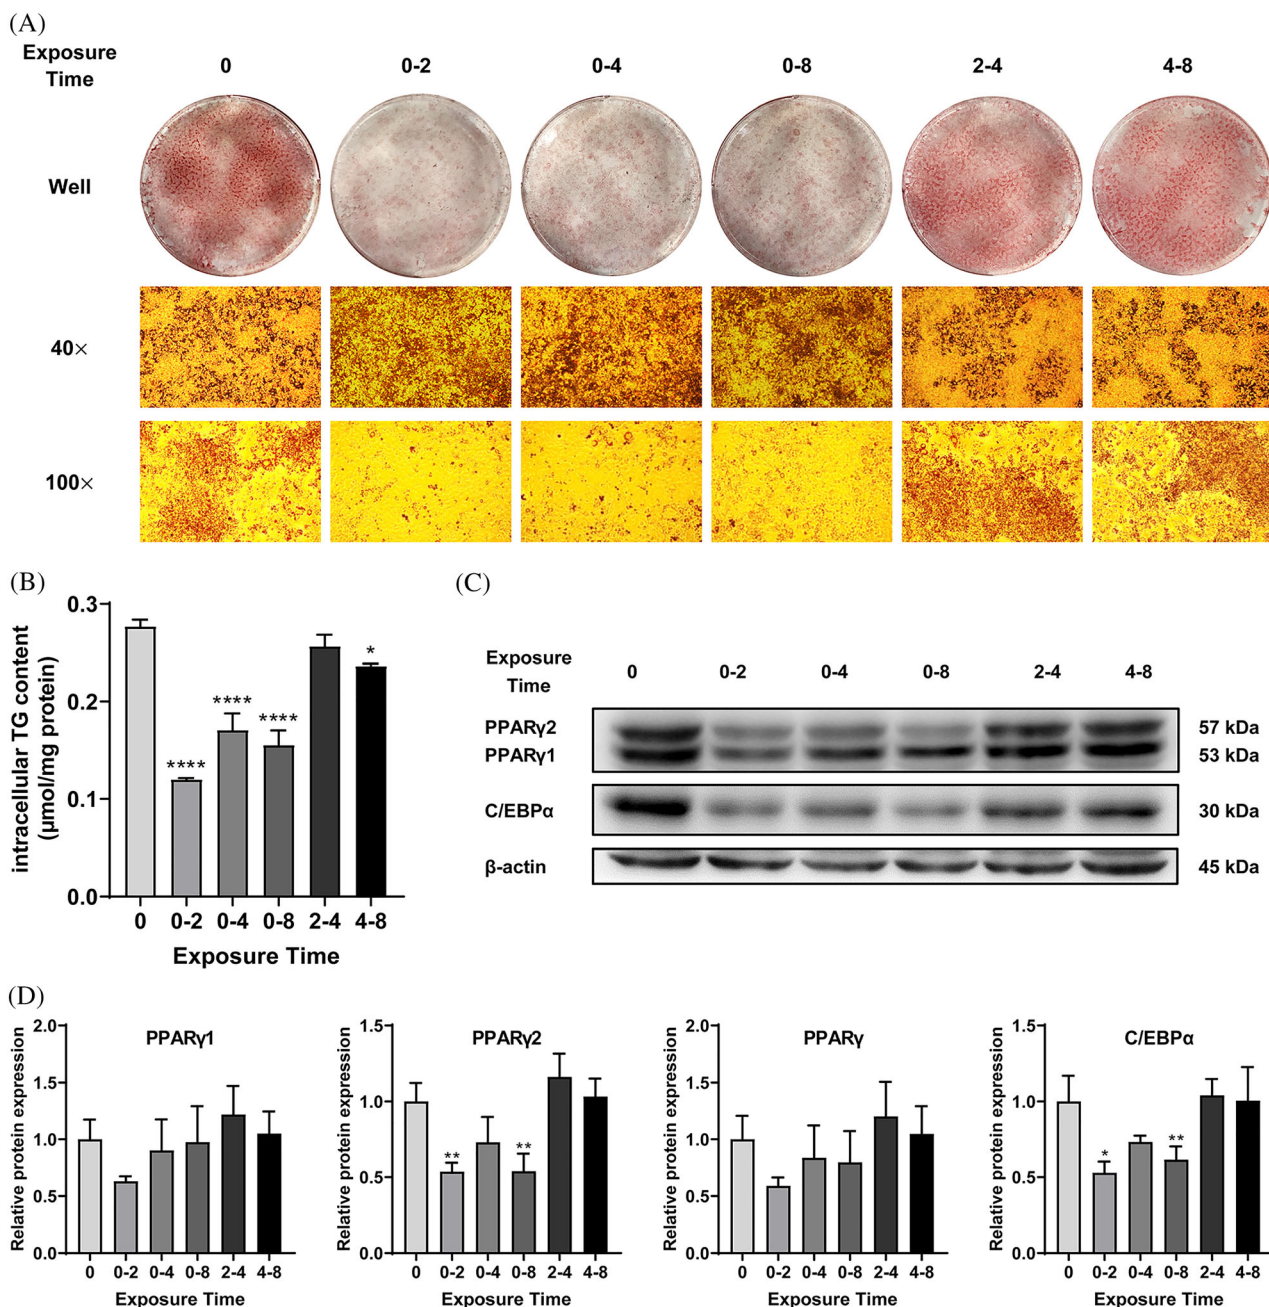 (A)
Exposure
Time
0 0-2 0-4 0-8 2-4 4-8
Well
40×
100×
(B)
intracellular TG content
(μmol/mg protein)
0.3
0.2
0.1
0.0
**** **** **** *
0 0-2 0-4 0-8 2-4 4-8
Exposure Time
(C)
Exposure
Time
0 0-2 0-4 0-8 2-4 4-8
PPARγ2 57 kDa
PPARγ1 53 kDa
C/EBPα 30 kDa
β-actin 45 kDa
(D)
PPARγ1
Relative protein expression
2.0
1.5
1.0
0.5
0.0
0 0-2 0-4 0-8 2-4 4-8
Exposure Time
PPARγ2
Relative protein expression
1.5
1.0
0.5
0.0
** **
0 0-2 0-4 0-8 2-4 4-8
Exposure Time
PPARγ
Relative protein expression
2.0
1.5
1.0
0.5
0.0
0 0-2 0-4 0-8 2-4 4-8
Exposure Time
C/EBPα
Relative protein expression
1.5
1.0
0.5
0.0
* **
0 0-2 0-4 0-8 2-4 4-8
Exposure Time